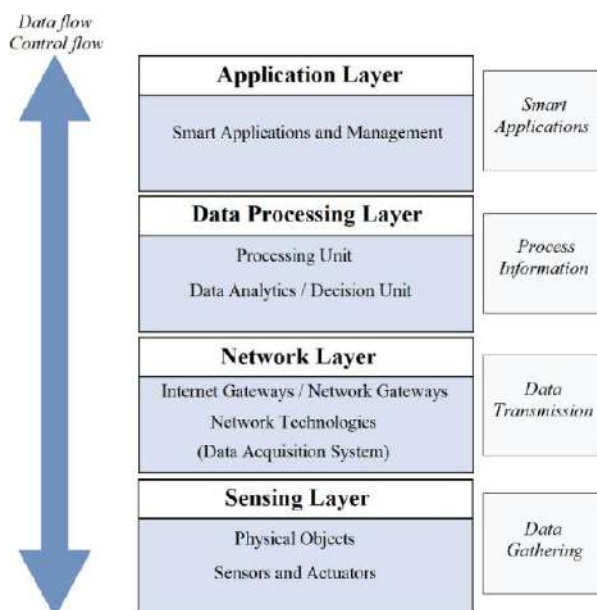 Data flow
Control flow
Application Layer
Smart Applications and Management
Smart
Applications
Data Processing Layer
Processing Unit
Data Analytics / Decision Unit
Process
Information
Network Layer
Internet Gateways / Network Gateways
Network Technologies
(Data Acquisition System)
Data
Transmission
Sensing Layer
Physical Objects
Sensors and Actuators
Data
Gathering